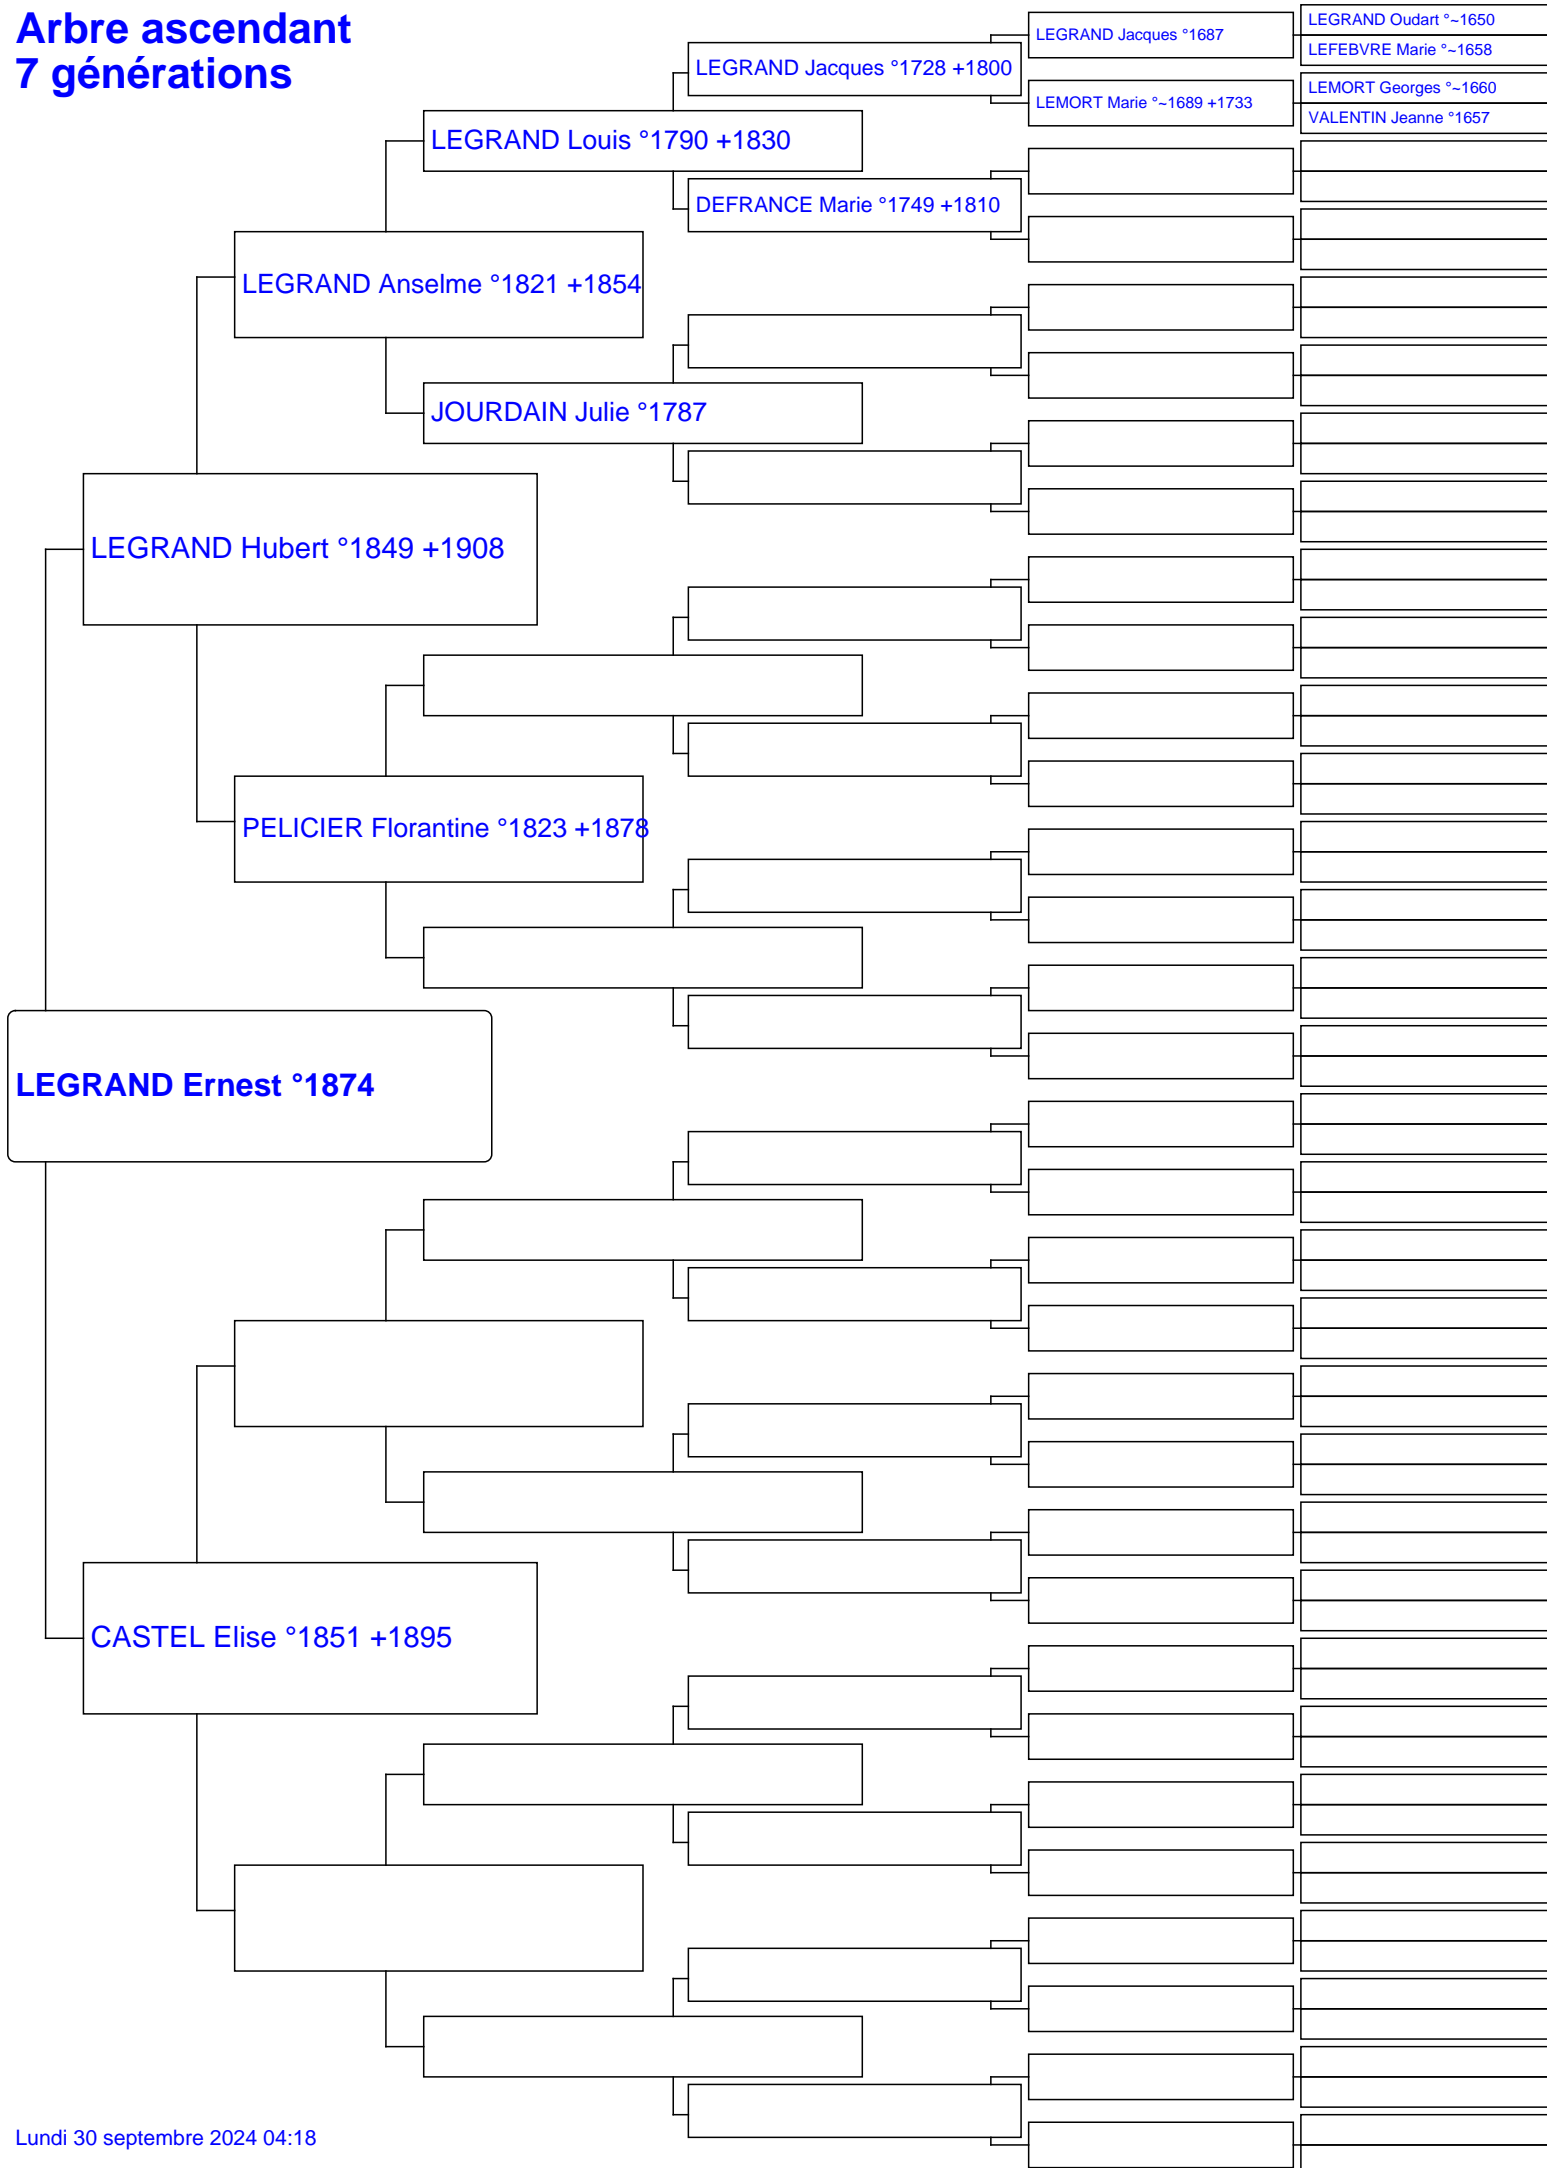 Arbre ascendant
7 générations
LEGRAND Oudart °~1650
LEGRAND Jacques °1687
LEFEBVRE Marie °~1658
LEGRAND Jacques °1728 +1800
LEMORT Georges °~1660
LEMORT Marie °~1689 +1733
VALENTIN Jeanne °1657
LEGRAND Louis °1790 +1830
DEFRANCE Marie °1749 +1810
LEGRAND Anselme °1821 +1854
JOURDAIN Julie °1787
LEGRAND Hubert °1849 +1908
PELICIER Florantine °1823 +1878
LEGRAND Ernest °1874
CASTEL Elise °1851 +1895
Lundi 30 septembre 2024 04:18